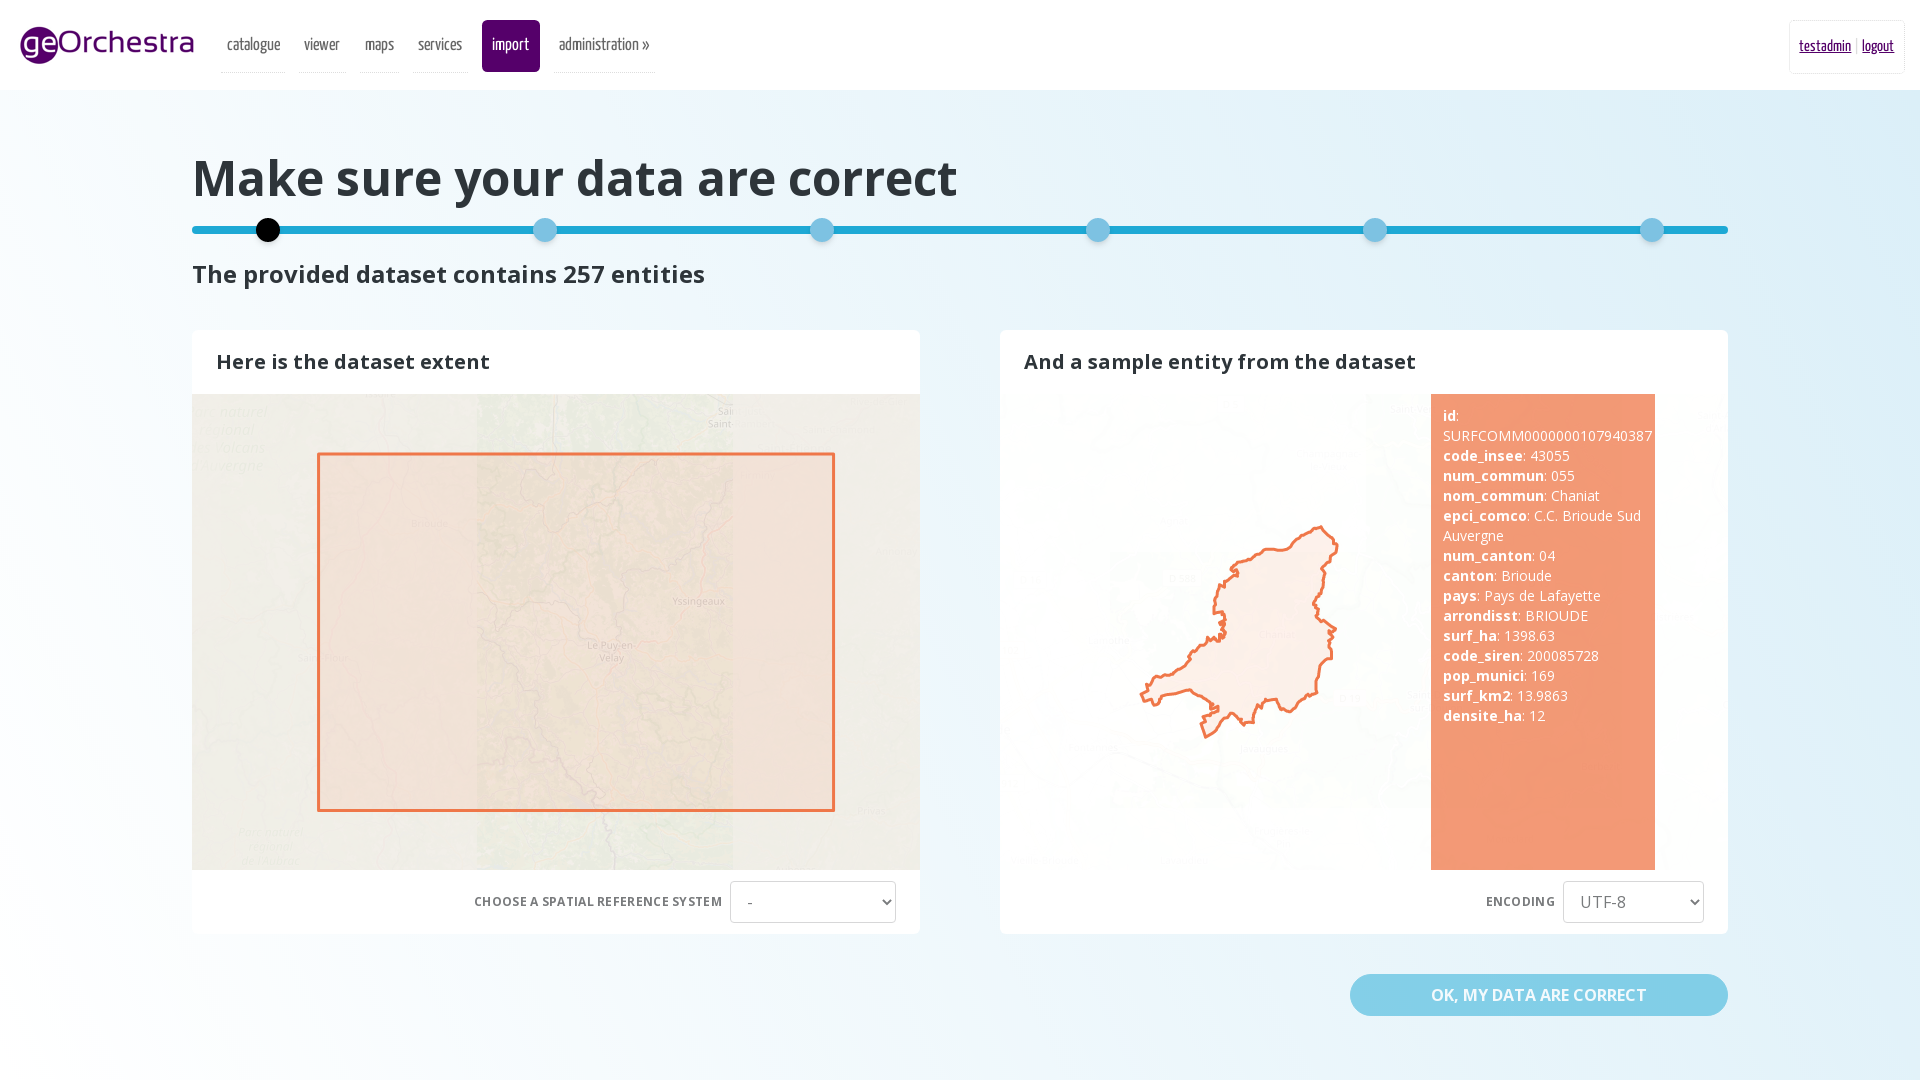 geOrchestra
catalogue
viewer
maps
services
import
administration »
testadmin | logout
Make sure your data are correct
The provided dataset contains 257 entities
Here is the dataset extent
Sai
Saint-
Yssingeaux
Le Puy-en-
Velay
CHOOSE A SPATIAL REFERENCE SYSTEM
-
And a sample entity from the dataset
id:
SURFCOMM0000000107940387
code_insee: 43055
num_commun: 055
nom_commun: Chaniat
epci_comco: C.C. Brioude Sud
Auvergne
num_canton: 04
canton: Brioude
pays: Pays de Lafayette
arrondisst: BRIOUDE
surf_ha: 1398.63
code_siren: 200085728
pop_munici: 169
surf_km2: 13.9863
densite_ha: 12
ENCODING
UTF-8
OK, MY DATA ARE CORRECT